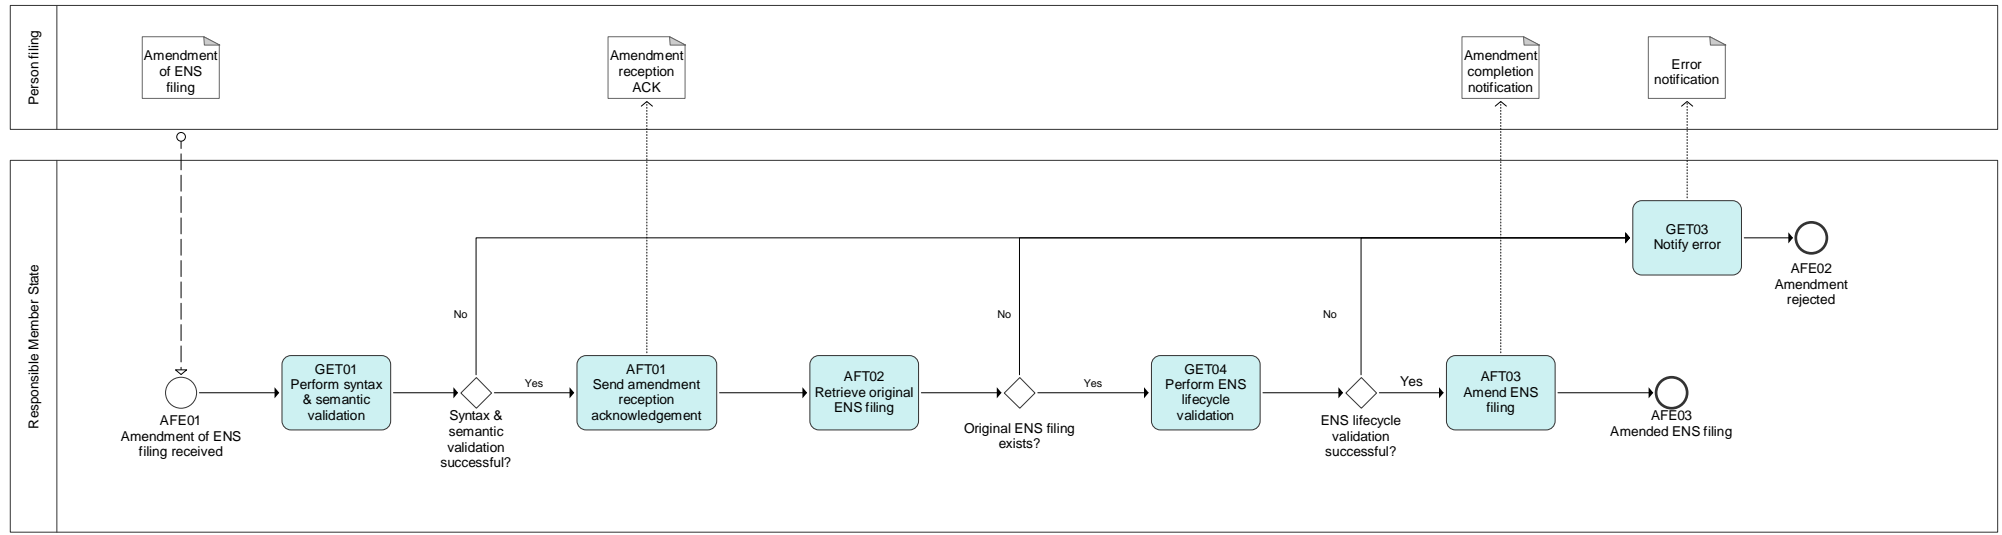 Person filing
Amendment
of ENS
filing
Amendment
reception
ACK
Amendment
completion
notification
Error
notification
Responsible Member State
GET03
Notify error
AFE02
Amendment
rejected
No
No
No
AFE01
Amendment of ENS
filing received
GET01
Perform syntax
& semantic
validation
Syntax &
semantic
validation
successful?
Yes
AFT01
Send amendment
reception
acknowledgement
AFT02
Retrieve original
ENS filing
Original ENS filing
exists?
Yes
GET04
Perform ENS
lifecycle
validation
ENS lifecycle
validation
successful?
Yes
AFT03
Amend ENS
filing
AFE03
Amended ENS filing